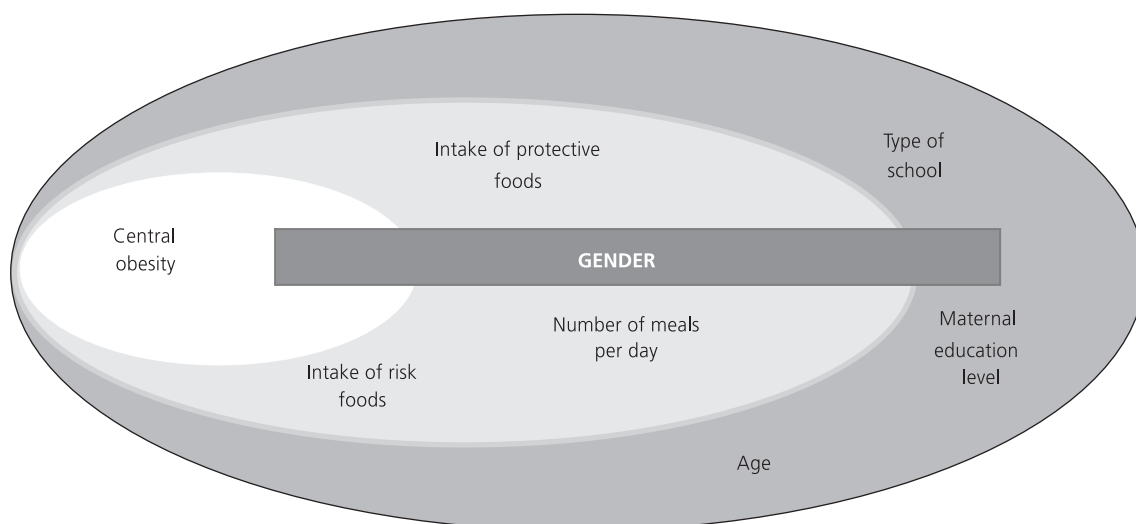 Type of
school
Intake of protective
foods
Central
obesity
GENDER
Number of meals
per day
Maternal
education
level
Intake of risk
foods
Age